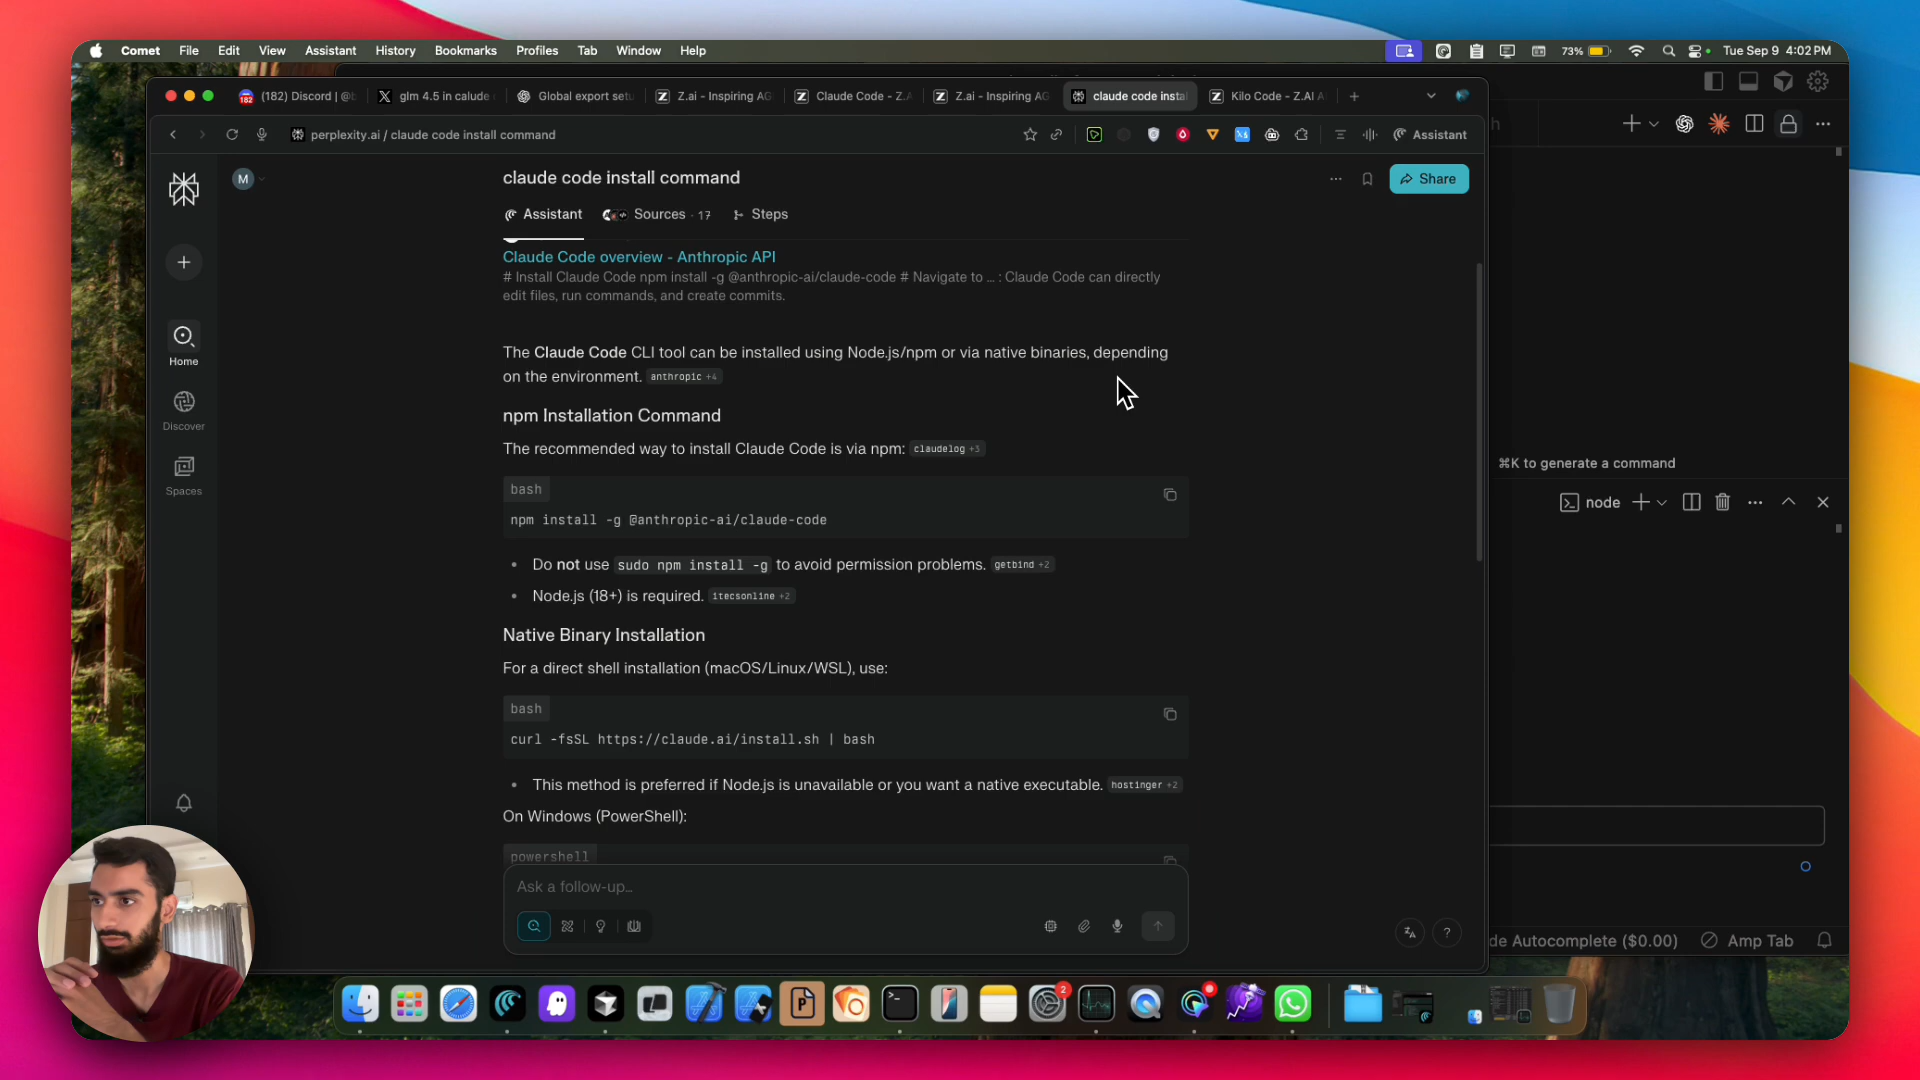 Comet File Edit View Assistant History Bookmarks Profiles Tab Window Help
73% Tue Sep 9 4:02 PM
182 (182) Discord | @b
glm 4.5 in calude
Global export setu
Z.ai - Inspiring AG
Claude Code - Z.A
Z.ai - Inspiring AG
claude code instal
Kilo Code - Z.AI A
perplexity.ai / claude code install command
Assistant
M
claude code install command
Share
Assistant
Sources · 17
Steps
Claude Code overview - Anthropic API
# Install Claude Code npm install -g @anthropic-ai/claude-code # Navigate to ... : Claude Code can directly
edit files, run commands, and create commits.
Home
Discover
Spaces
The Claude Code CLI tool can be installed using Node.js/npm or via native binaries, depending
on the environment. anthropic +4
npm Installation Command
The recommended way to install Claude Code is via npm: claudelog +3
bash
npm install -g @anthropic-ai/claude-code
• Do not use sudo npm install -g to avoid permission problems. getbind +2
• Node.js (18+) is required. itecsonline +2
Native Binary Installation
For a direct shell installation (macOS/Linux/WSL), use:
bash
curl -fsSL https://claude.ai/install.sh | bash
• This method is preferred if Node.js is unavailable or you want a native executable. hostinger +2
On Windows (PowerShell):
powershell
Ask a follow-up...
⌘K to generate a command
node
de Autocomplete ($0.00)
Amp Tab
2